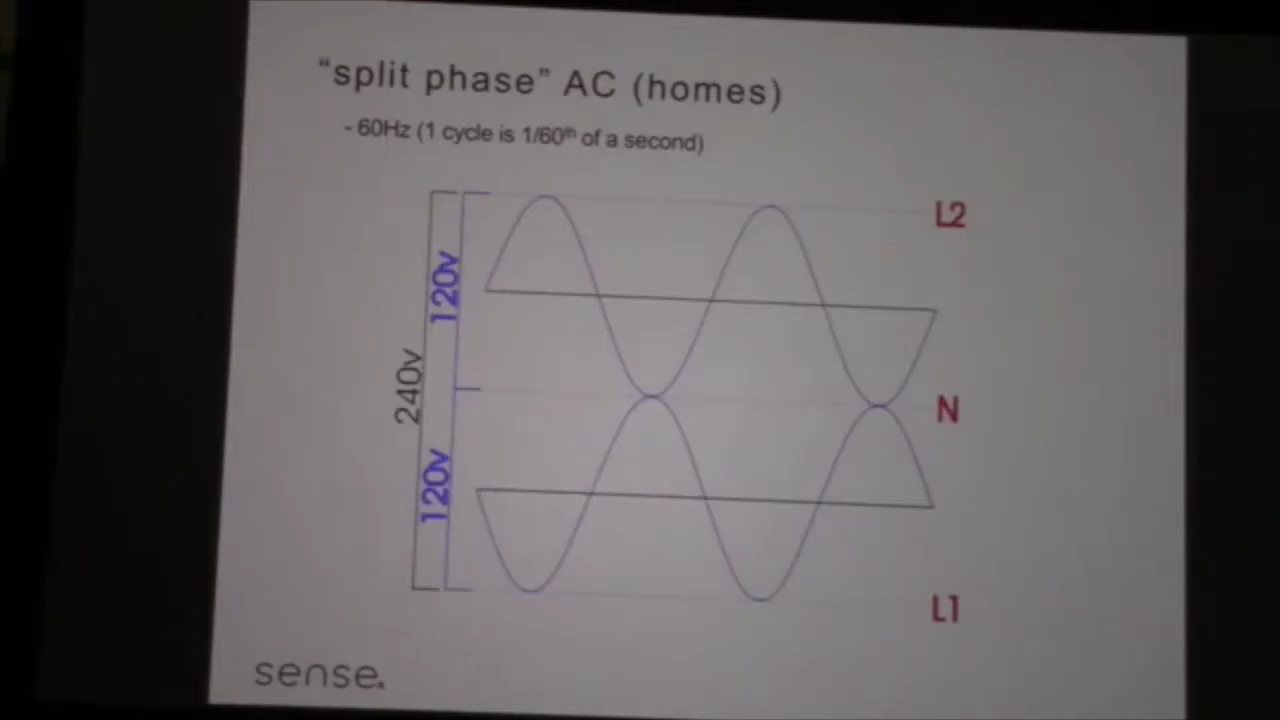 “split phase” AC (homes)
- 60Hz (1 cycle is 1/60th of a second)
L2
120v
240v
N
120v
L1
sense.